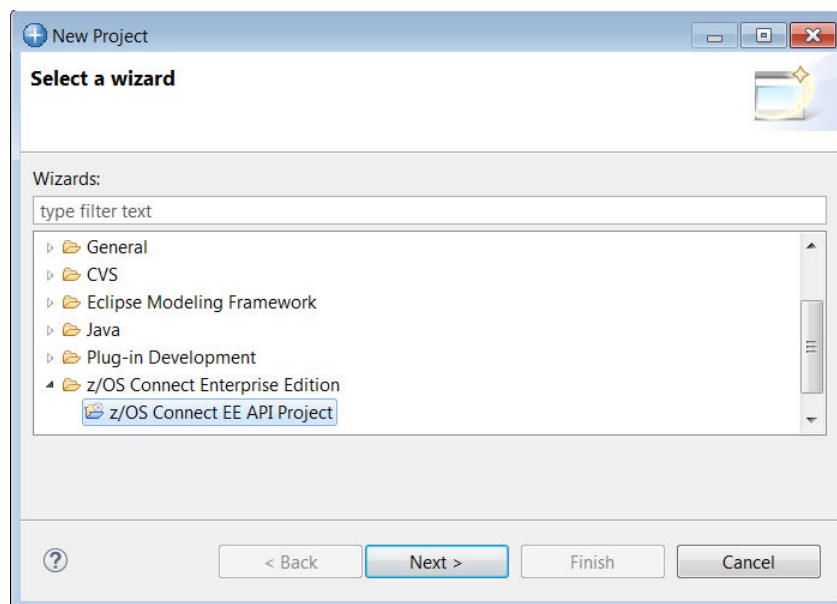 New Project
Select a wizard
Wizards:
type filter text
General
CVS
Eclipse Modeling Framework
Java
Plug-in Development
z/OS Connect Enterprise Edition
z/OS Connect EE API Project
? < Back Next > Finish Cancel